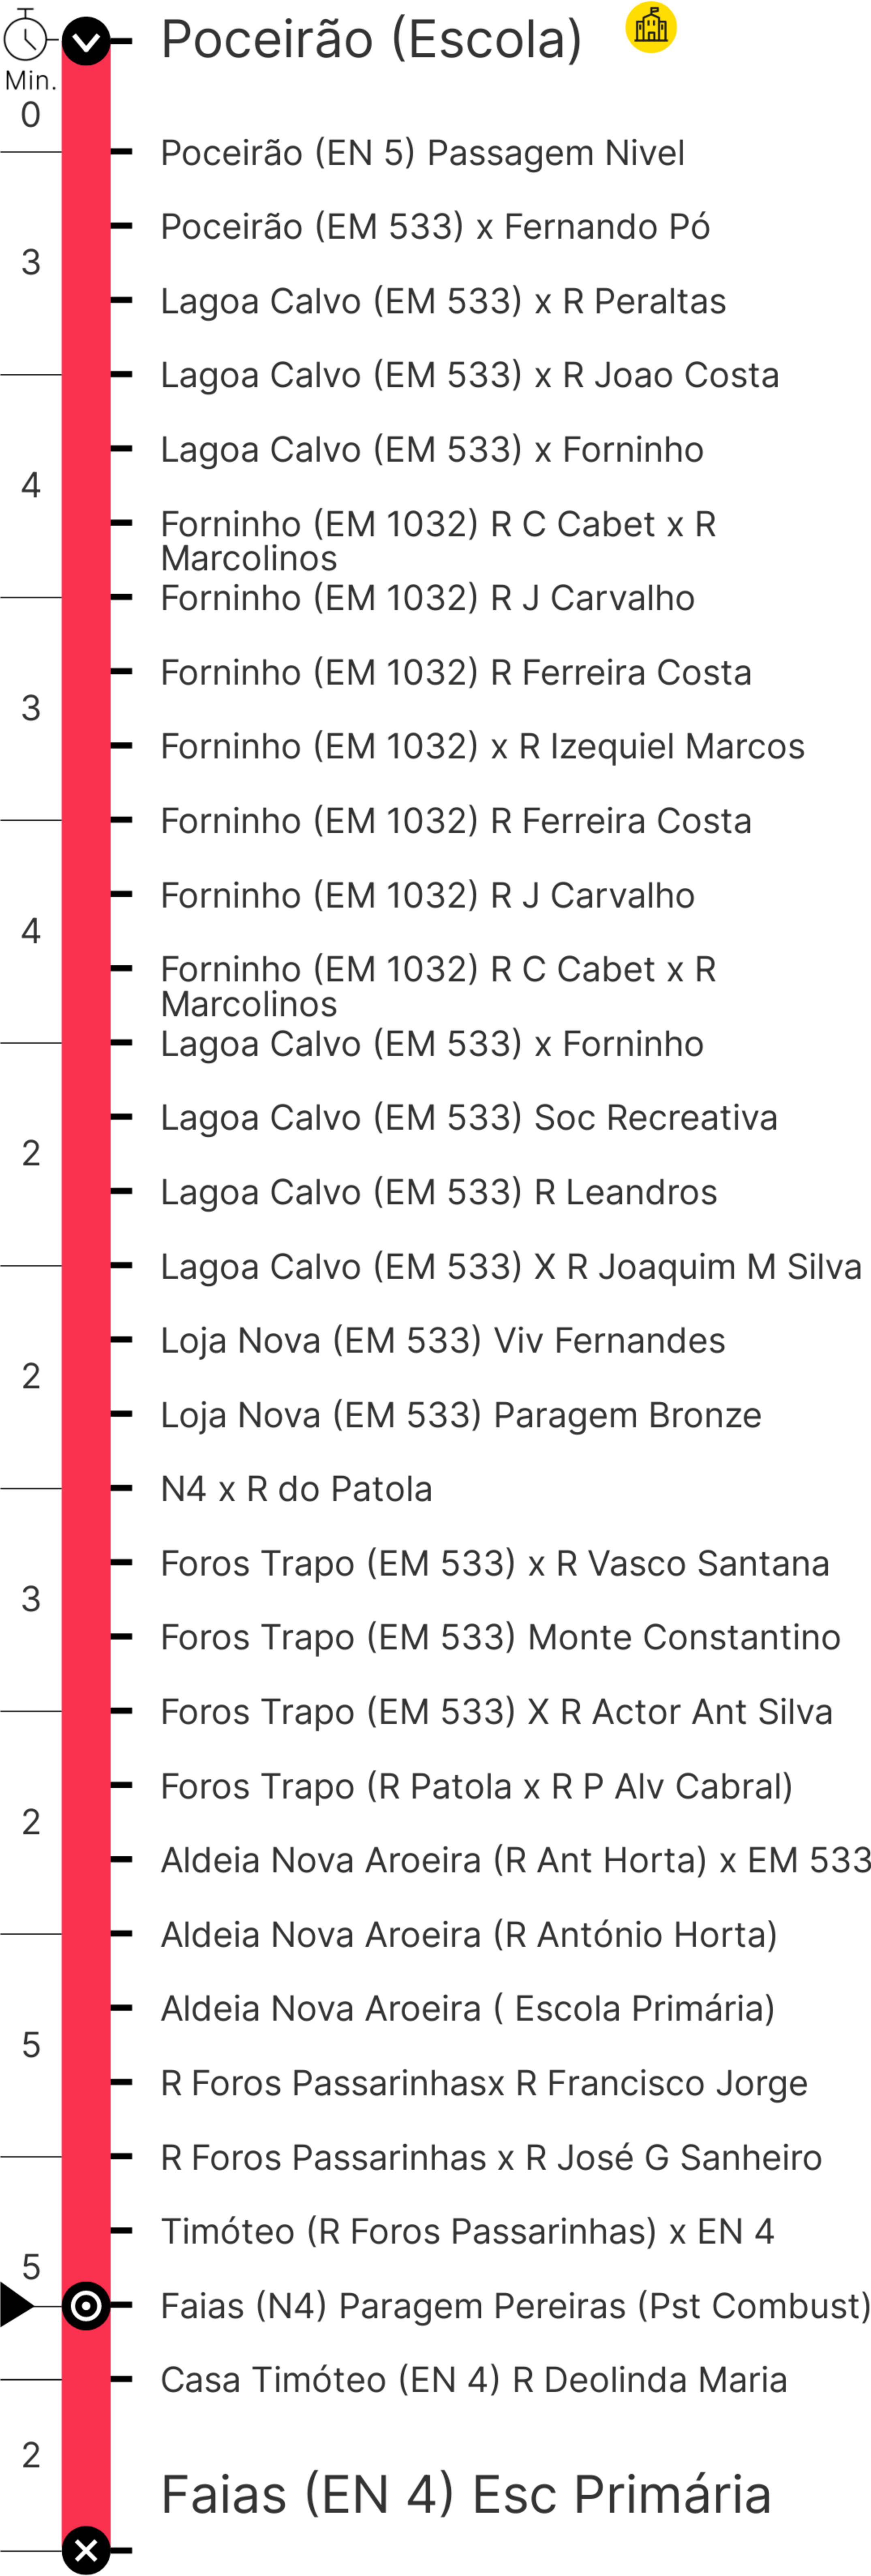 Poceirão (Escola)
Min.
0
Poceirão (EN 5) Passagem Nivel
Poceirão (EM 533) x Fernando Pó
3
Lagoa Calvo (EM 533) x R Peraltas
Lagoa Calvo (EM 533) x R Joao Costa
Lagoa Calvo (EM 533) x Forninho
4
Forninho (EM 1032) R C Cabet x R
Marcolinos
Forninho (EM 1032) R J Carvalho
Forninho (EM 1032) R Ferreira Costa
3
Forninho (EM 1032) x R Izequiel Marcos
Forninho (EM 1032) R Ferreira Costa
Forninho (EM 1032) R J Carvalho
4
Forninho (EM 1032) R C Cabet x R
Marcolinos
Lagoa Calvo (EM 533) x Forninho
Lagoa Calvo (EM 533) Soc Recreativa
2
Lagoa Calvo (EM 533) R Leandros
Lagoa Calvo (EM 533) X R Joaquim M Silva
Loja Nova (EM 533) Viv Fernandes
2
Loja Nova (EM 533) Paragem Bronze
N4 x R do Patola
Foros Trapo (EM 533) x R Vasco Santana
3
Foros Trapo (EM 533) Monte Constantino
Foros Trapo (EM 533) X R Actor Ant Silva
Foros Trapo (R Patola x R P Alv Cabral)
2
Aldeia Nova Aroeira (R Ant Horta) x EM 533
Aldeia Nova Aroeira (R António Horta)
Aldeia Nova Aroeira ( Escola Primária)
5
R Foros Passarinhasx R Francisco Jorge
R Foros Passarinhas x R José G Sanheiro
Timóteo (R Foros Passarinhas) x EN 4
5
Faias (N4) Paragem Pereiras (Pst Combust)
Casa Timóteo (EN 4) R Deolinda Maria
2
Faias (EN 4) Esc Primária